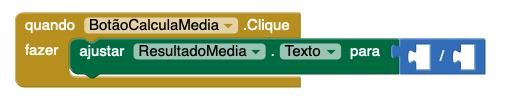 quando BotãoCalculaMedia .Clique
fazer ajustar ResultadoMedia . Texto para /